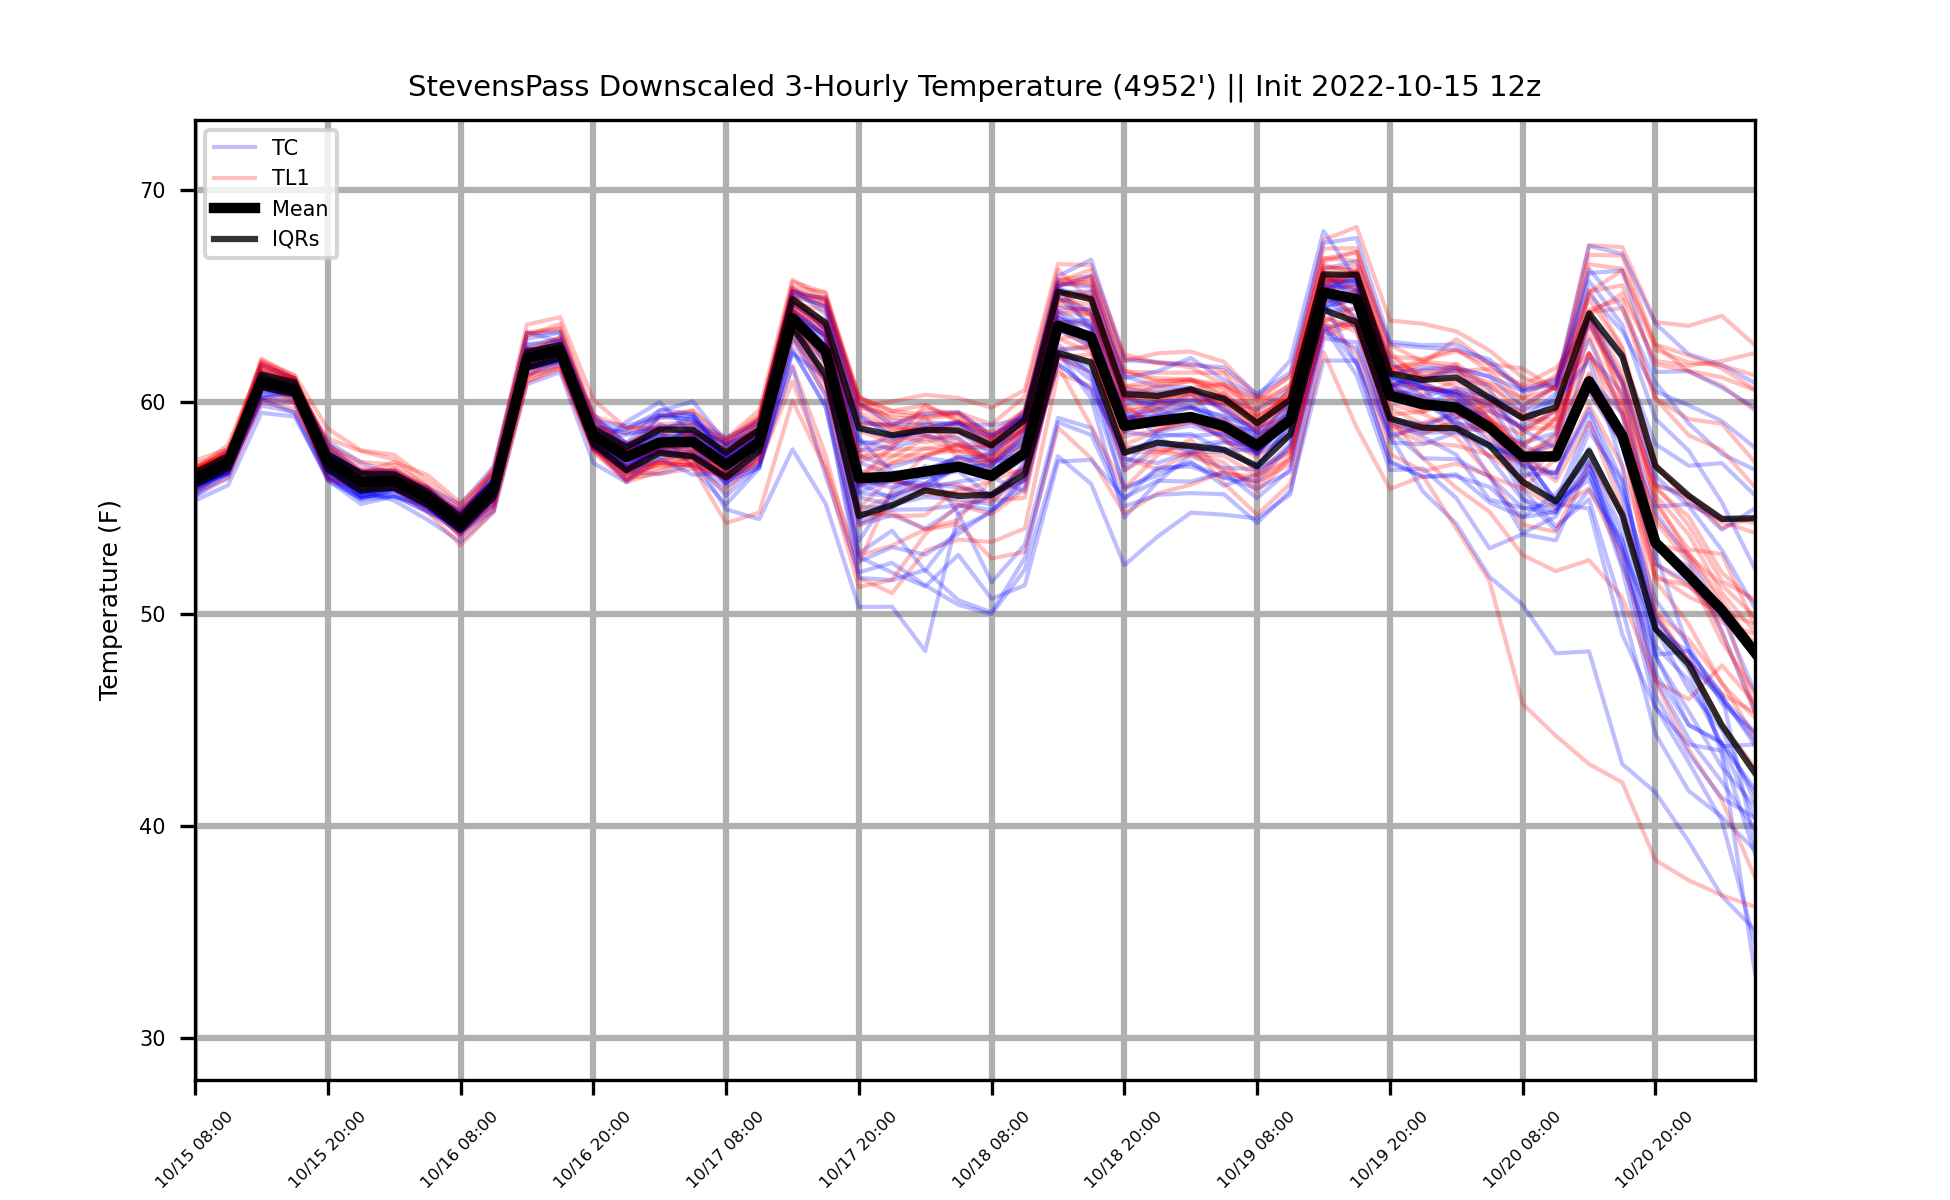 StevensPass Downscaled 3-Hourly Temperature (4952') || Init 2022-10-15 12z
TC
TL1
Mean
IQRs
Temperature (F)
70
60
50
40
30
10/15 08:00
10/15 20:00
10/16 08:00
10/16 20:00
10/17 08:00
10/17 20:00
10/18 08:00
10/18 20:00
10/19 08:00
10/19 20:00
10/20 08:00
10/20 20:00